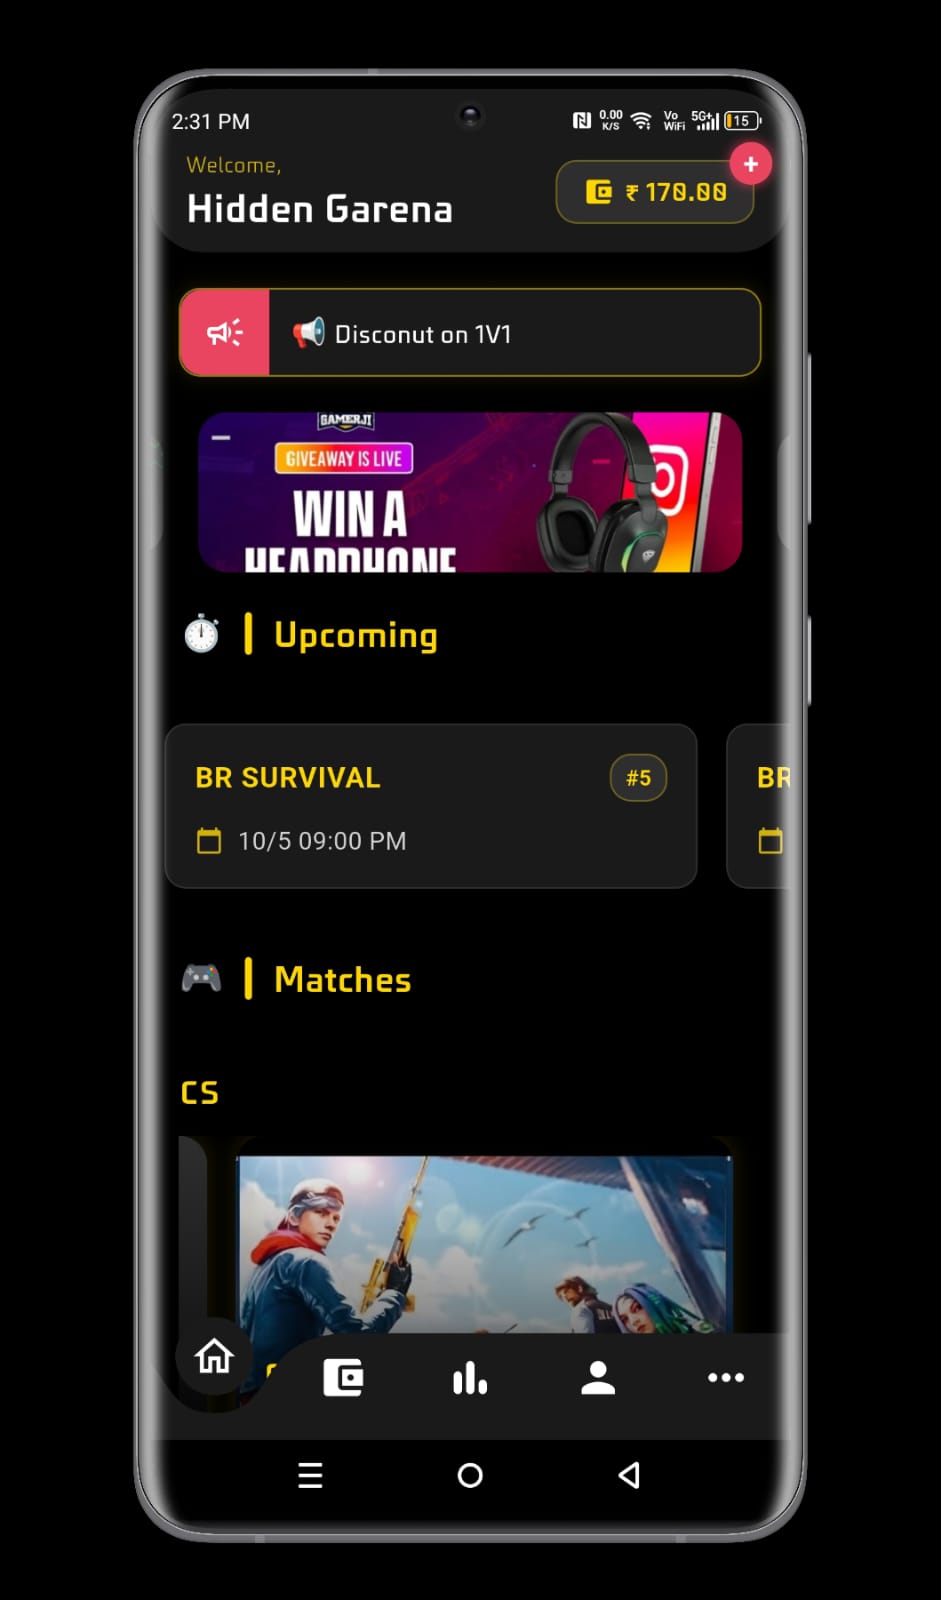 2:31 PM
0.00 K/S
Vo WiFi
5G+
15
Welcome,
Hidden Garena
₹ 170.00
+
Disconut on 1V1
GAMERJI
GIVEAWAY IS LIVE
WIN A
HEADPHONE
Upcoming
BR SURVIVAL
#5
BR
10/5 09:00 PM
Matches
CS